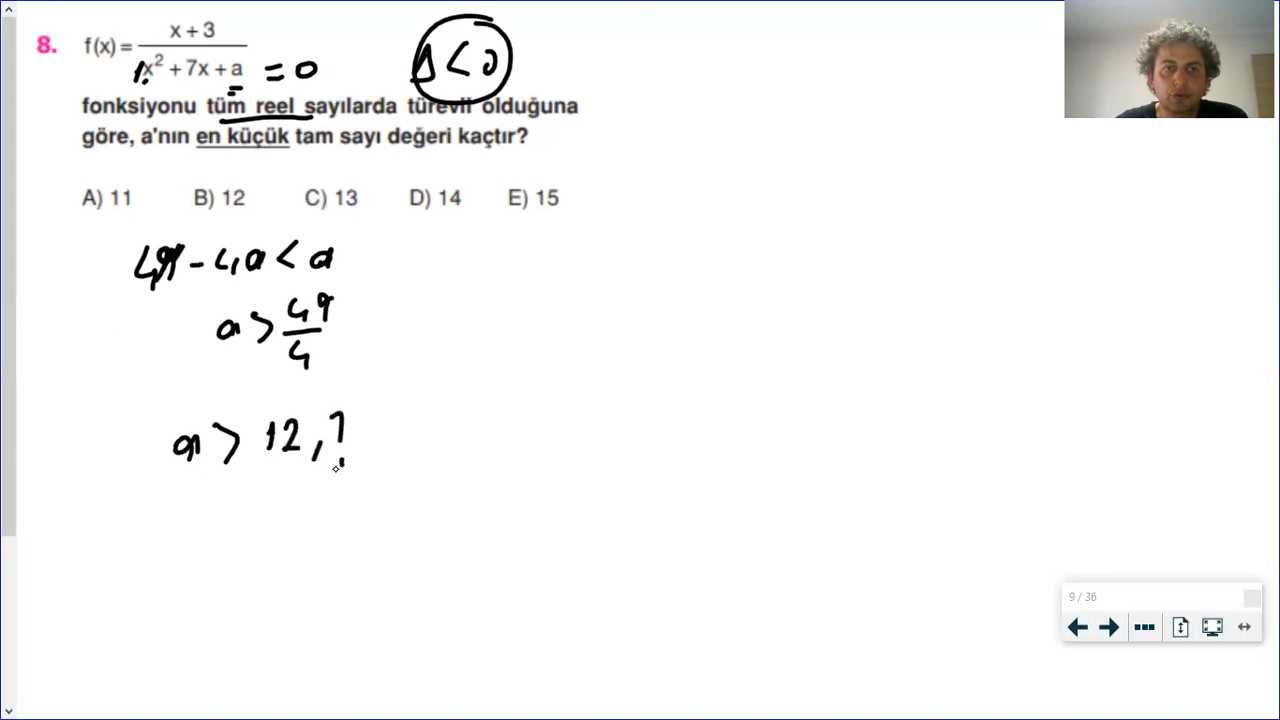 8. f(x) = x + 3 / x² + 7x + a = 0
Δ < 0
fonksiyonu tüm reel sayılarda türevli olduğuna
göre, a'nın en küçük tam sayı değeri kaçtır?
A) 11 B) 12 C) 13 D) 14 E) 15
49 - 4a < 0
a > 49/4
a > 12,?
9 / 36